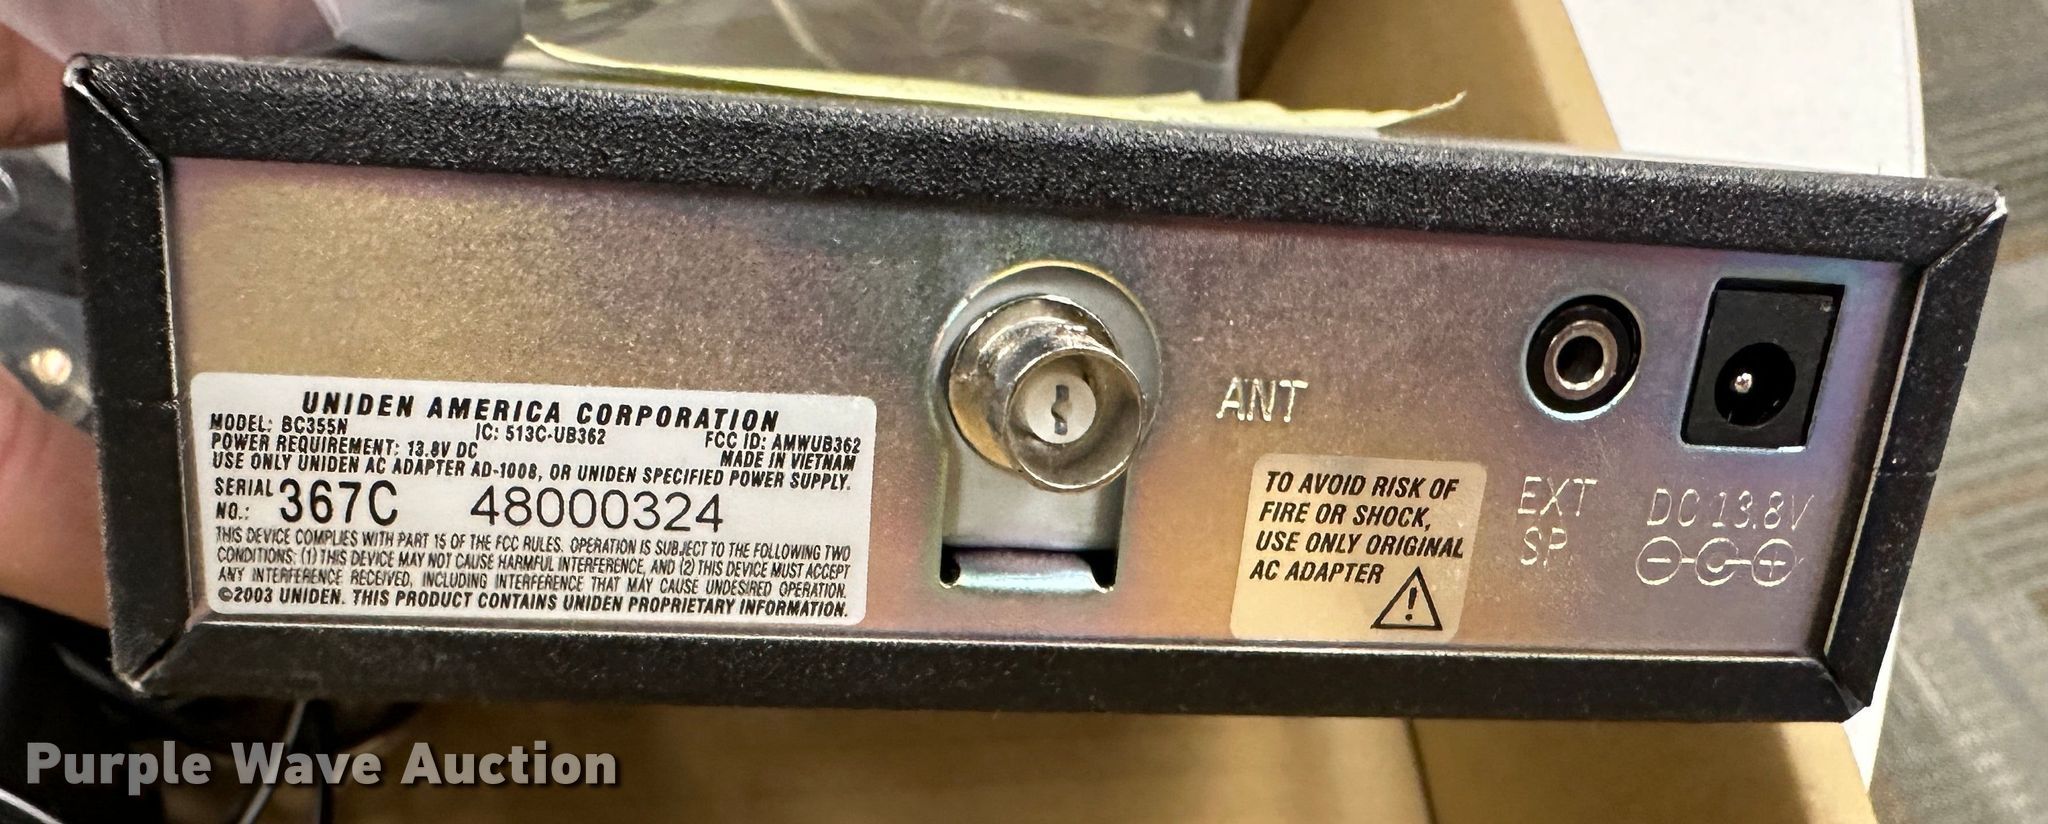 UNIDEN AMERICA CORPORATION
MODEL: BC355N IC: 513C-UB362 FCC ID: AMWUB362
POWER REQUIREMENT: 13.8V DC MADE IN VIETNAM
USE ONLY UNIDEN AC ADAPTER AD-1008, OR UNIDEN SPECIFIED POWER SUPPLY.
SERIAL NO.: 367C 48000324
THIS DEVICE COMPLIES WITH PART 15 OF THE FCC RULES. OPERATION IS SUBJECT TO THE FOLLOWING TWO
CONDITIONS: (1) THIS DEVICE MAY NOT CAUSE HARMFUL INTERFERENCE, AND (2) THIS DEVICE MUST ACCEPT
ANY INTERFERENCE RECEIVED, INCLUDING INTERFERENCE THAT MAY CAUSE UNDESIRED OPERATION.
©2003 UNIDEN. THIS PRODUCT CONTAINS UNIDEN PROPRIETARY INFORMATION.
ANT
TO AVOID RISK OF
FIRE OR SHOCK,
USE ONLY ORIGINAL
AC ADAPTER
EXT
SP.
DC 13.8V
Purple Wave Auction